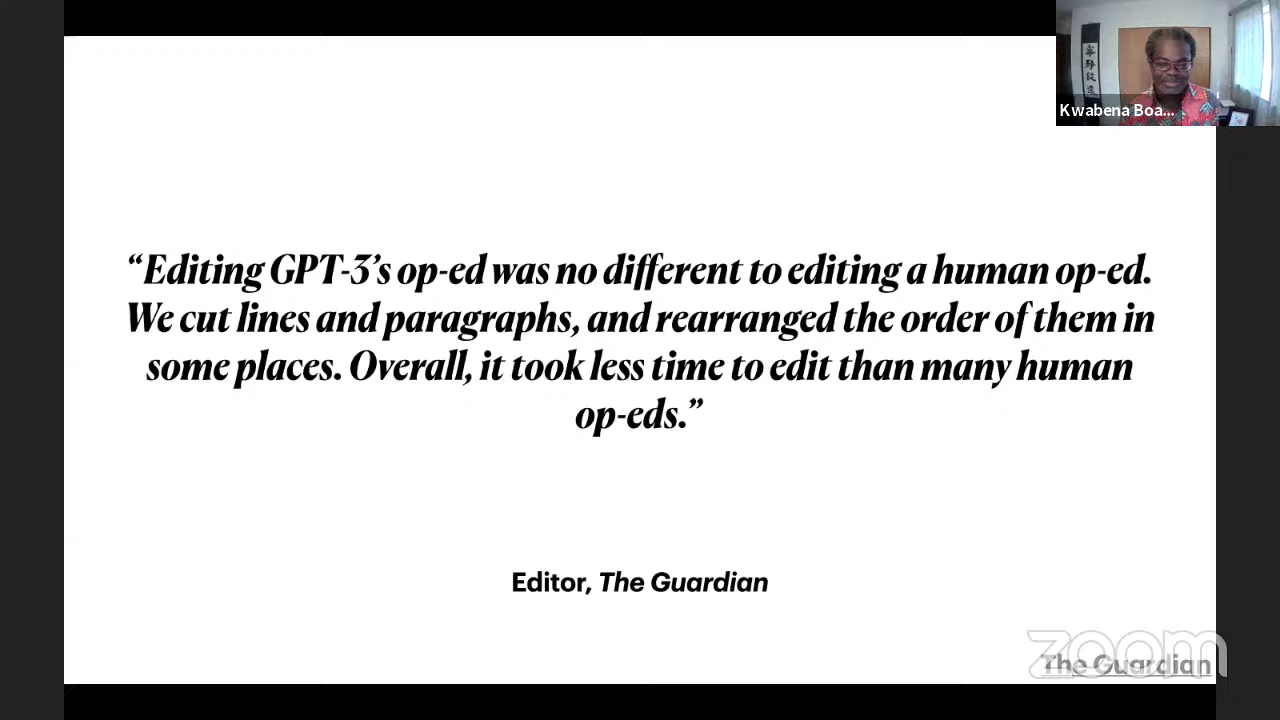 Kwabena Boa...
“Editing GPT-3’s op-ed was no different to editing a human op-ed.
We cut lines and paragraphs, and rearranged the order of them in
some places. Overall, it took less time to edit than many human
op-eds.”
Editor, The Guardian
zoom
The Guardian